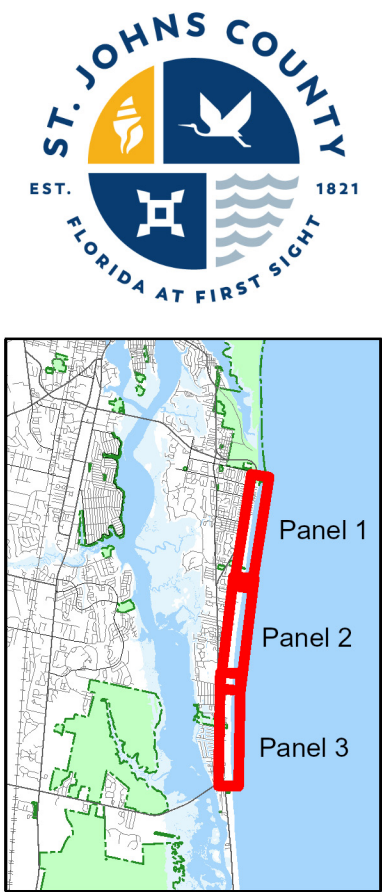 ST. JOHNS COUNTY
EST. 1821
FLORIDA AT FIRST SIGHT
Panel 1
Panel 2
Panel 3